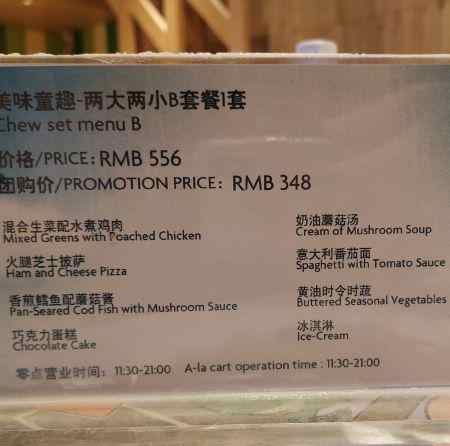 美味童趣-两大两小B套餐1套
Chew set menu B
价格/PRICE: RMB 556
团购价/PROMOTION PRICE: RMB 348
混合生菜配水煮鸡肉
Mixed Greens with Poached Chicken
火腿芝士披萨
Ham and Cheese Pizza
香煎鳕鱼配蘑菇酱
Pan-Seared Cod Fish with Mushroom Sauce
巧克力蛋糕
Chocolate Cake
奶油蘑菇汤
Cream of Mushroom Soup
意大利番茄面
Spaghetti with Tomato Sauce
黄油时令时蔬
Buttered Seasonal Vegetables
冰淇淋
Ice-Cream
零点营业时间: 11:30-21:00 A-la cart operation time : 11:30-21:00